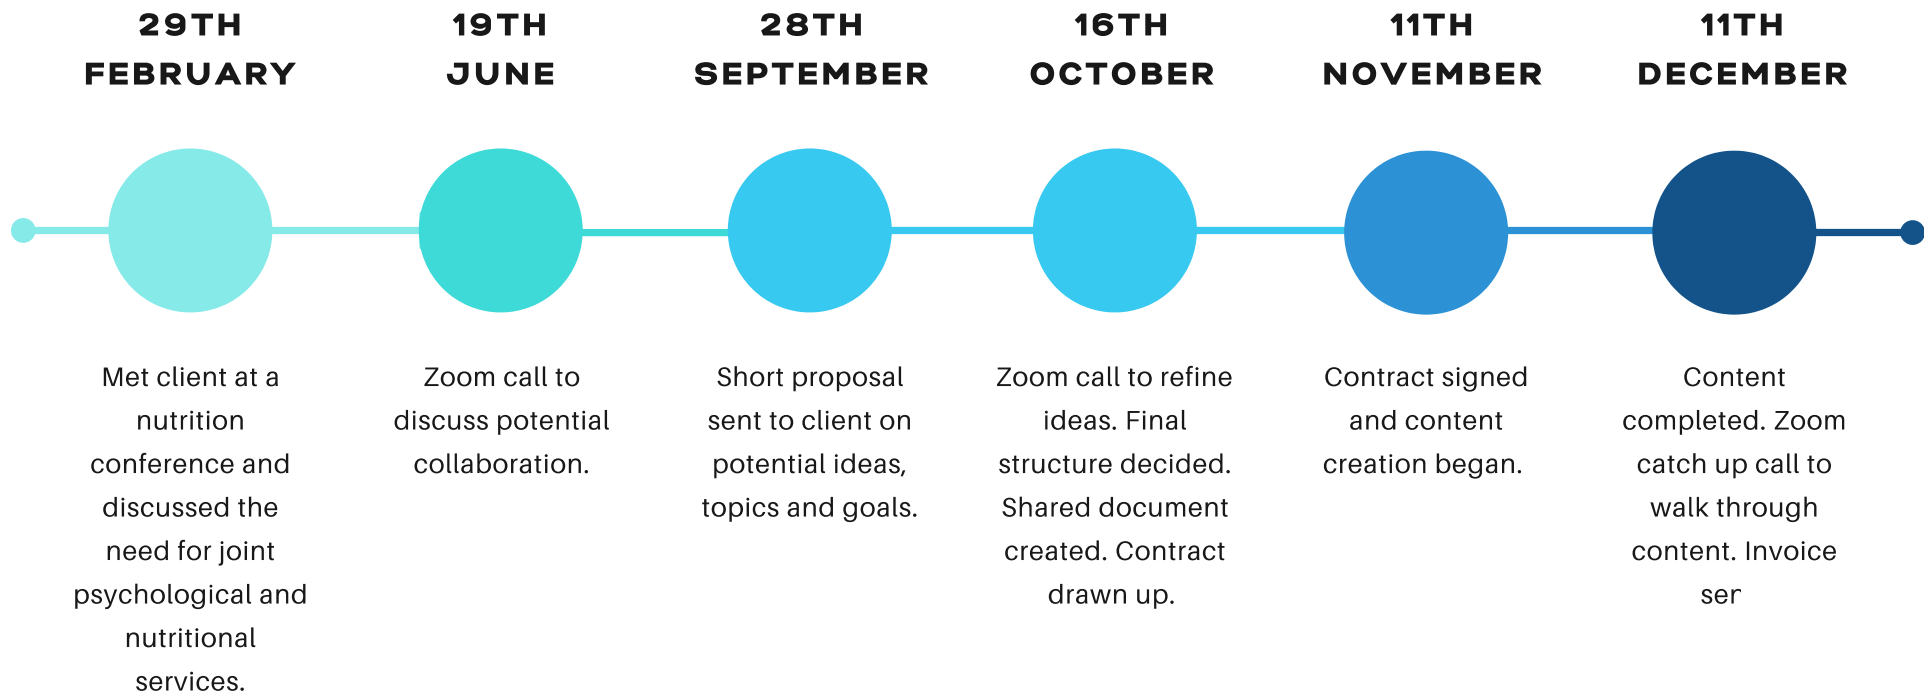 29TH
FEBRUARY
Met client at a
nutrition
conference and
discussed the
need for joint
psychological and
nutritional
services.
19TH
JUNE
Zoom call to
discuss potential
collaboration.
28TH
SEPTEMBER
Short proposal
sent to client on
potential ideas,
topics and goals.
16TH
OCTOBER
Zoom call to refine
ideas. Final
structure decided.
Shared document
created. Contract
drawn up.
11TH
NOVEMBER
Contract signed
and content
creation began.
11TH
DECEMBER
Content
completed. Zoom
catch up call to
walk through
content. Invoice